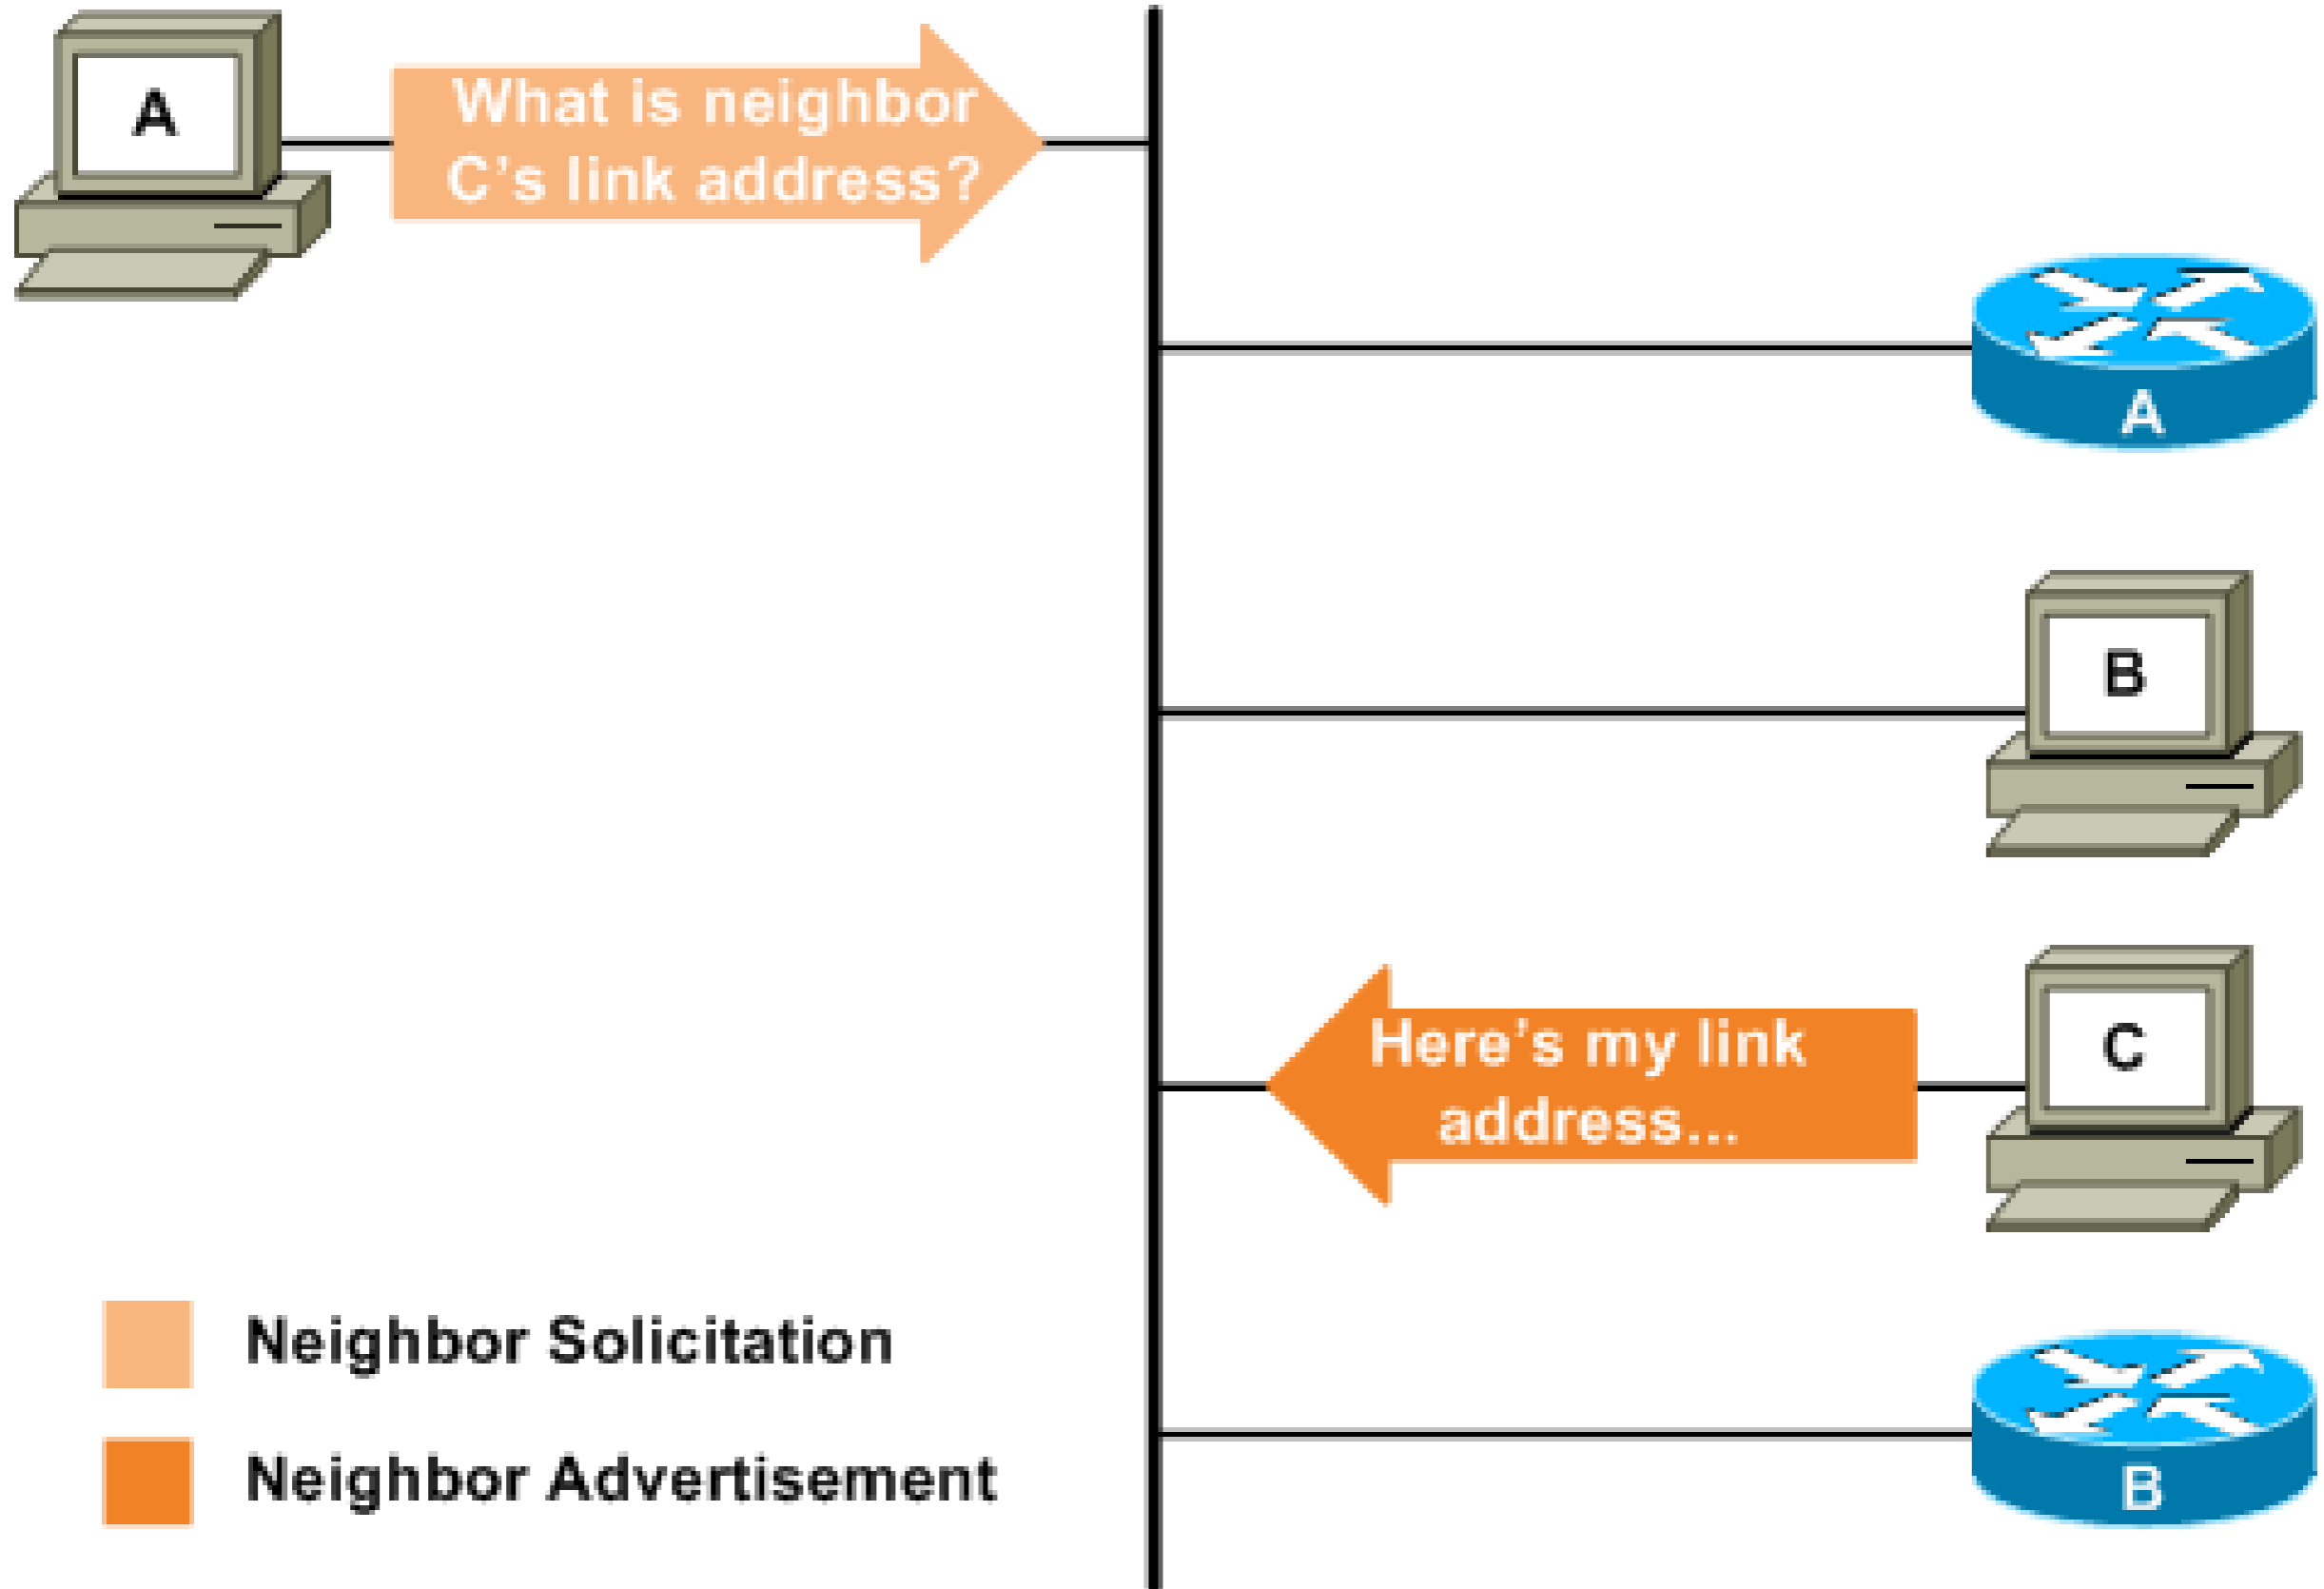 A
What is neighbor
C's link address?
A
B
Here's my link
address...
C
Neighbor Solicitation
Neighbor Advertisement
B